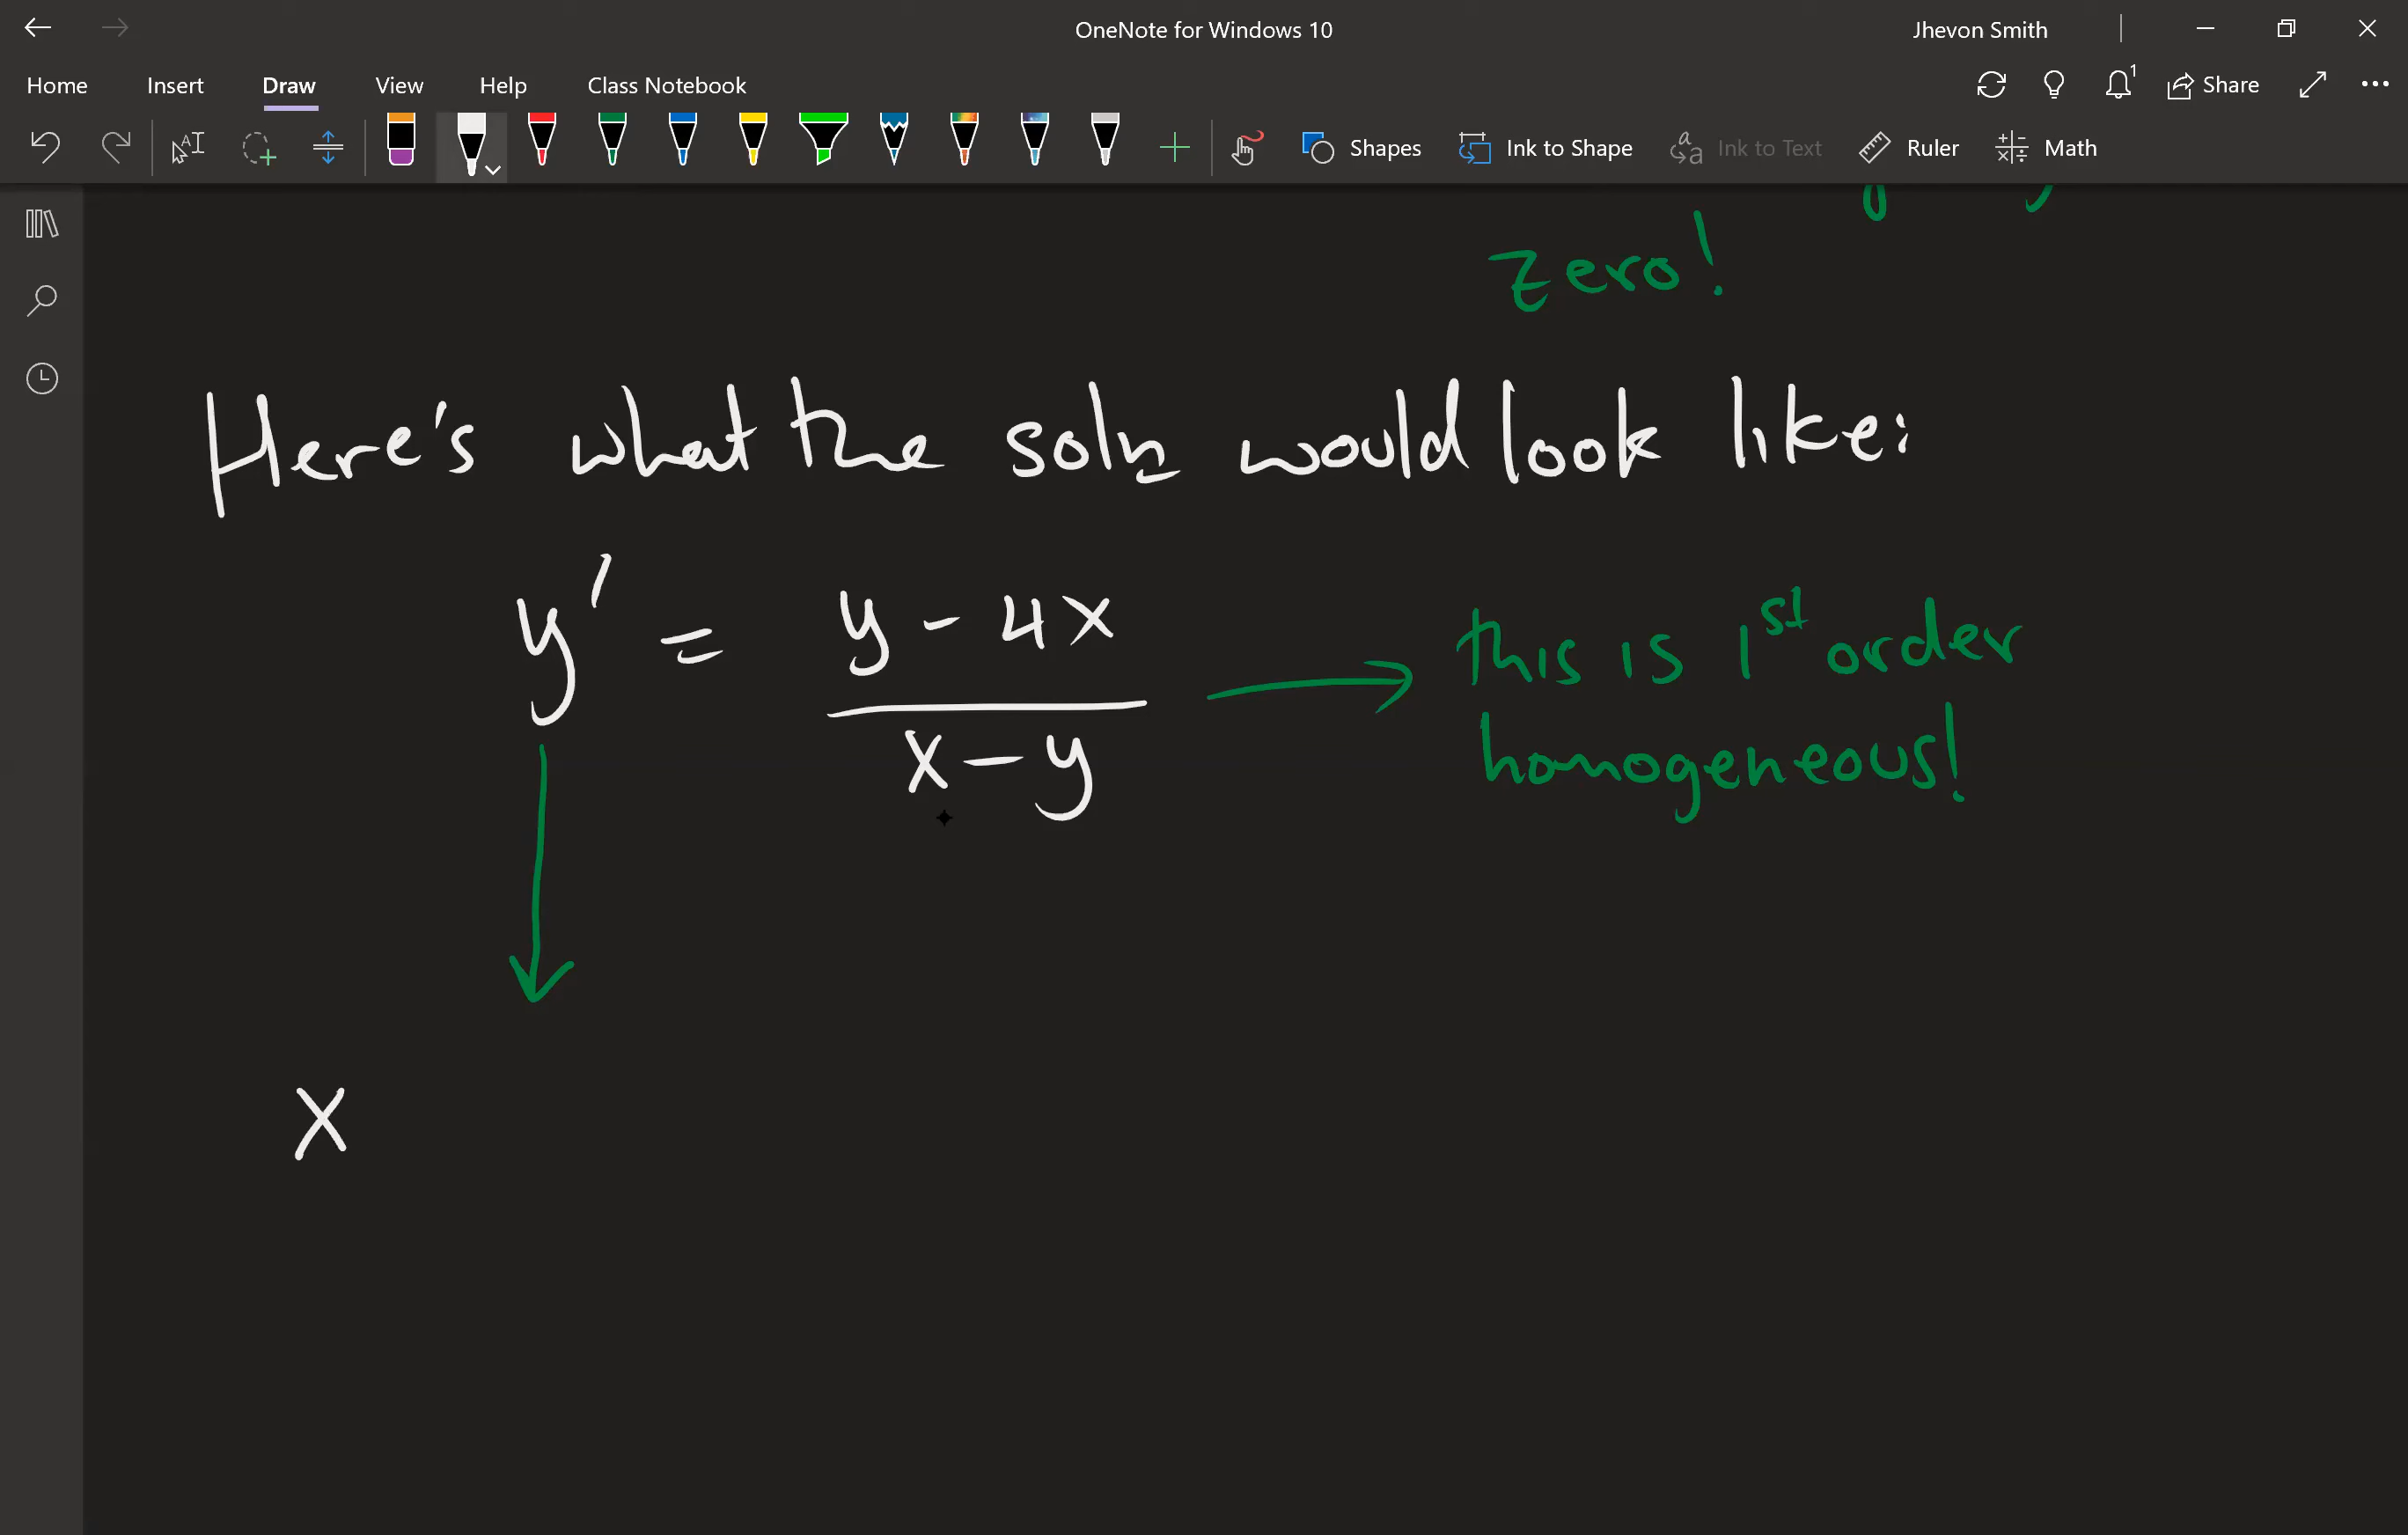 OneNote for Windows 10
Jhevon Smith
Home Insert Draw View Help Class Notebook
1 Share
Shapes Ink to Shape Ink to Text Ruler Math
zero!
Here's what the soln would look like:
y' = y - 4x / x - y
this is 1st order
homogeneous!
x